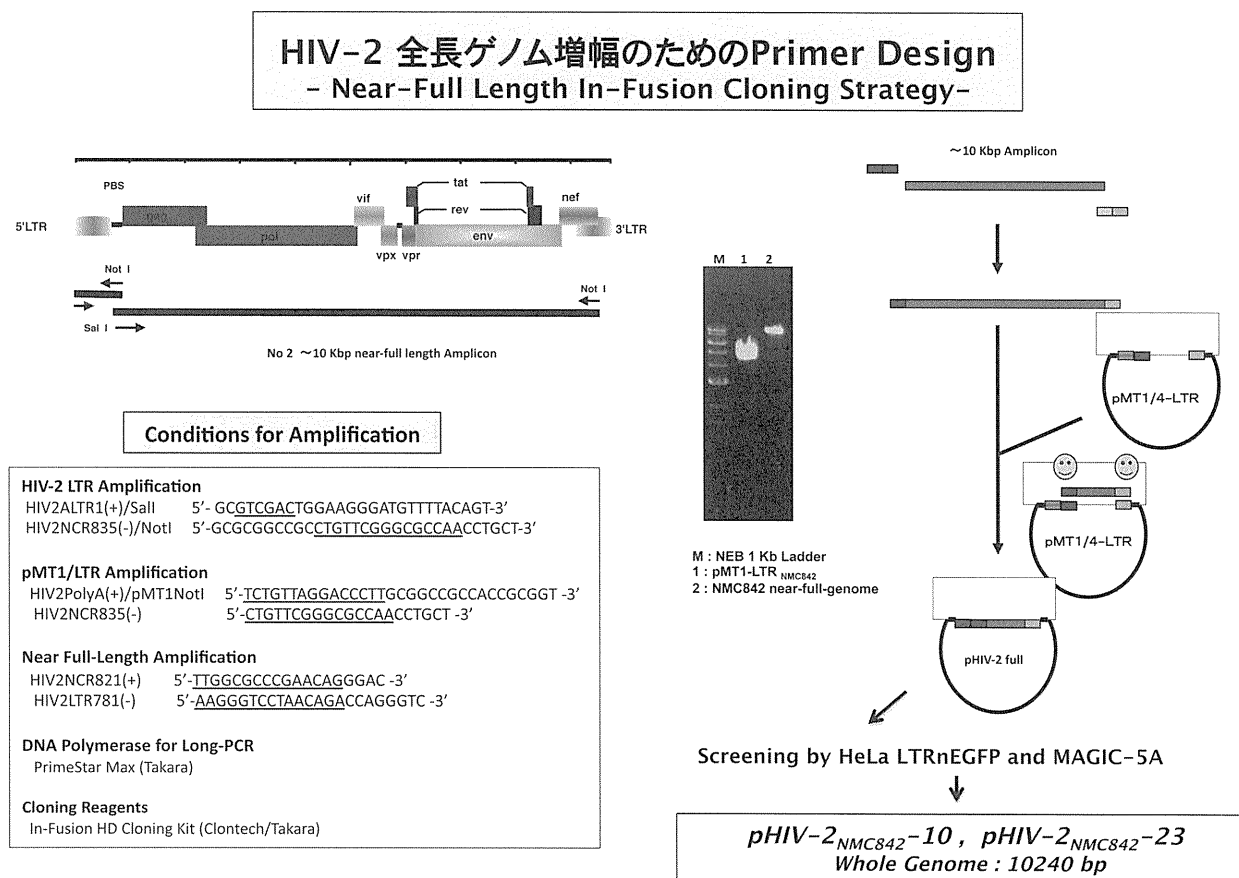 HIV-2 全長ゲノム増幅のためのPrimer Design
- Near-Full Length In-Fusion Cloning Strategy-
PBS
5'LTR
gag
pol
vif
vpx
vpr
tat
rev
env
nef
3'LTR
Not I
Not I
Sal I
No 2 ~10 Kbp near-full length Amplicon
Conditions for Amplification
HIV-2 LTR Amplification
HIV2ALTR1(+)/SalI 5'- GCGTCGACTGGAAGGGATGTTTTACAGT-3'
HIV2NCR835(-)/NotI 5'-GCGCGGCCGCCTGTTCGGGCGCCAACCTGCT-3'
pMT1/LTR Amplification
HIV2PolyA(+)/pMT1NotI 5'-TCTGTTAGGACCCTTGCGGCCGCCACCGCGGT -3'
HIV2NCR835(-) 5'-CTGTTCGGGCGCCAACCTGCT -3'
Near Full-Length Amplification
HIV2NCR821(+) 5'-TTGGCGCCCGAACAGGGAC -3'
HIV2LTR781(-) 5'-AAGGGTCCTAACAGACCAGGGTC -3'
DNA Polymerase for Long-PCR
PrimeStar Max (Takara)
Cloning Reagents
In-Fusion HD Cloning Kit (Clontech/Takara)
~10 Kbp Amplicon
M 1 2
M : NEB 1 Kb Ladder
1 : pMT1-LTR NMC842
2 : NMC842 near-full-genome
pMT1/4-LTR
pMT1/4-LTR
pHIV-2 full
Screening by HeLa LTRnEGFP and MAGIC-5A
pHIV-2NMC842-10 , pHIV-2NMC842-23
Whole Genome : 10240 bp